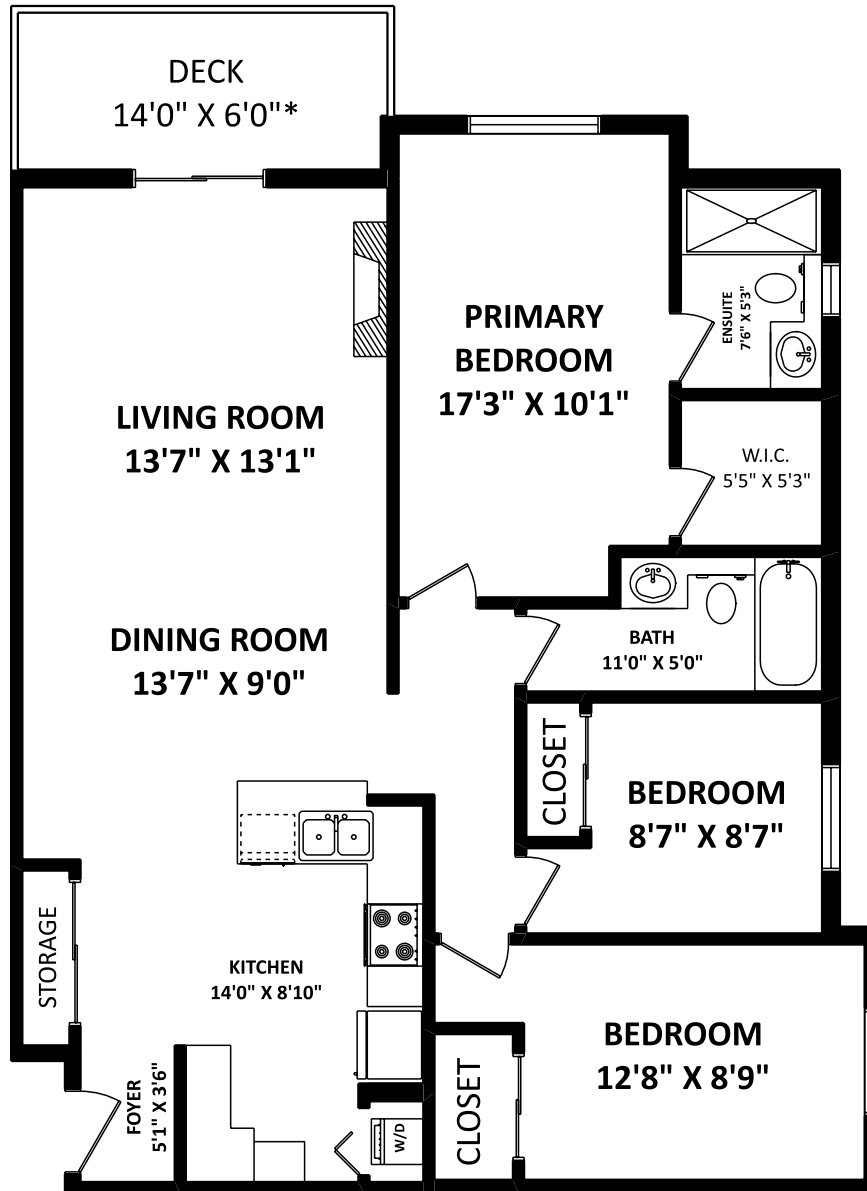 DECK
14'0" X 6'0"*
PRIMARY
BEDROOM
17'3" X 10'1"
ENSUITE
7'6" X 5'3"
LIVING ROOM
13'7" X 13'1"
W.I.C.
5'5" X 5'3"
DINING ROOM
13'7" X 9'0"
BATH
11'0" X 5'0"
CLOSET
BEDROOM
8'7" X 8'7"
STORAGE
KITCHEN
14'0" X 8'10"
BEDROOM
12'8" X 8'9"
FOYER
5'1" X 3'6"
W/D
CLOSET